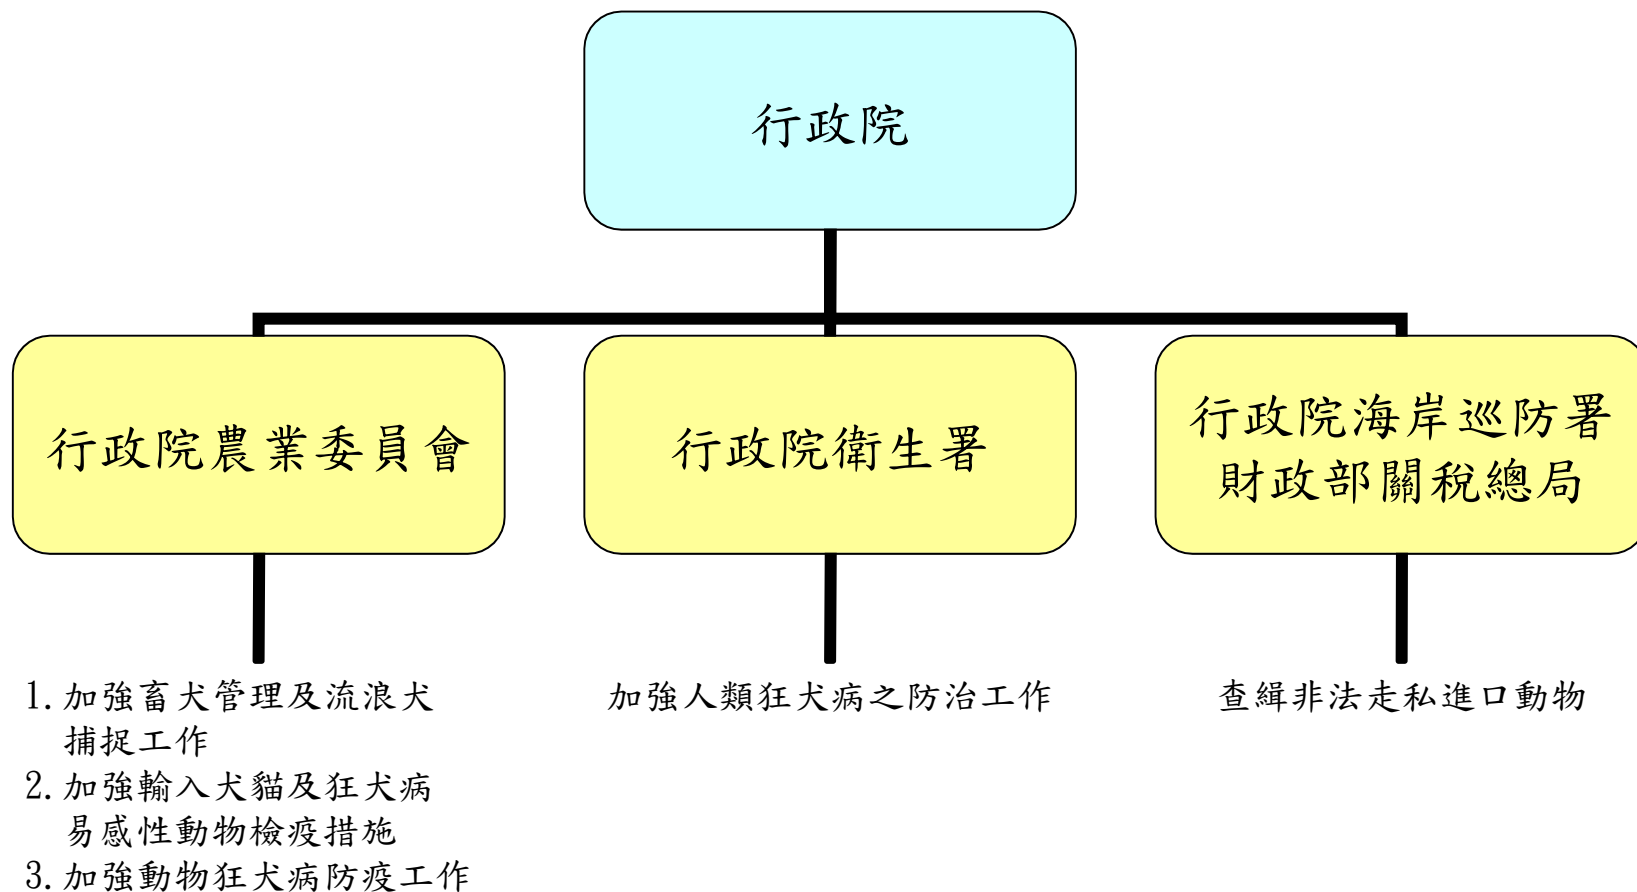 行政院
行政院農業委員會
行政院衛生署
行政院海岸巡防署
財政部關稅總局
1.加強畜犬管理及流浪犬
捕捉工作
2.加強輸入犬貓及狂犬病
易感性動物檢疫措施
3.加強動物狂犬病防疫工作
加強人類狂犬病之防治工作
查緝非法走私進口動物